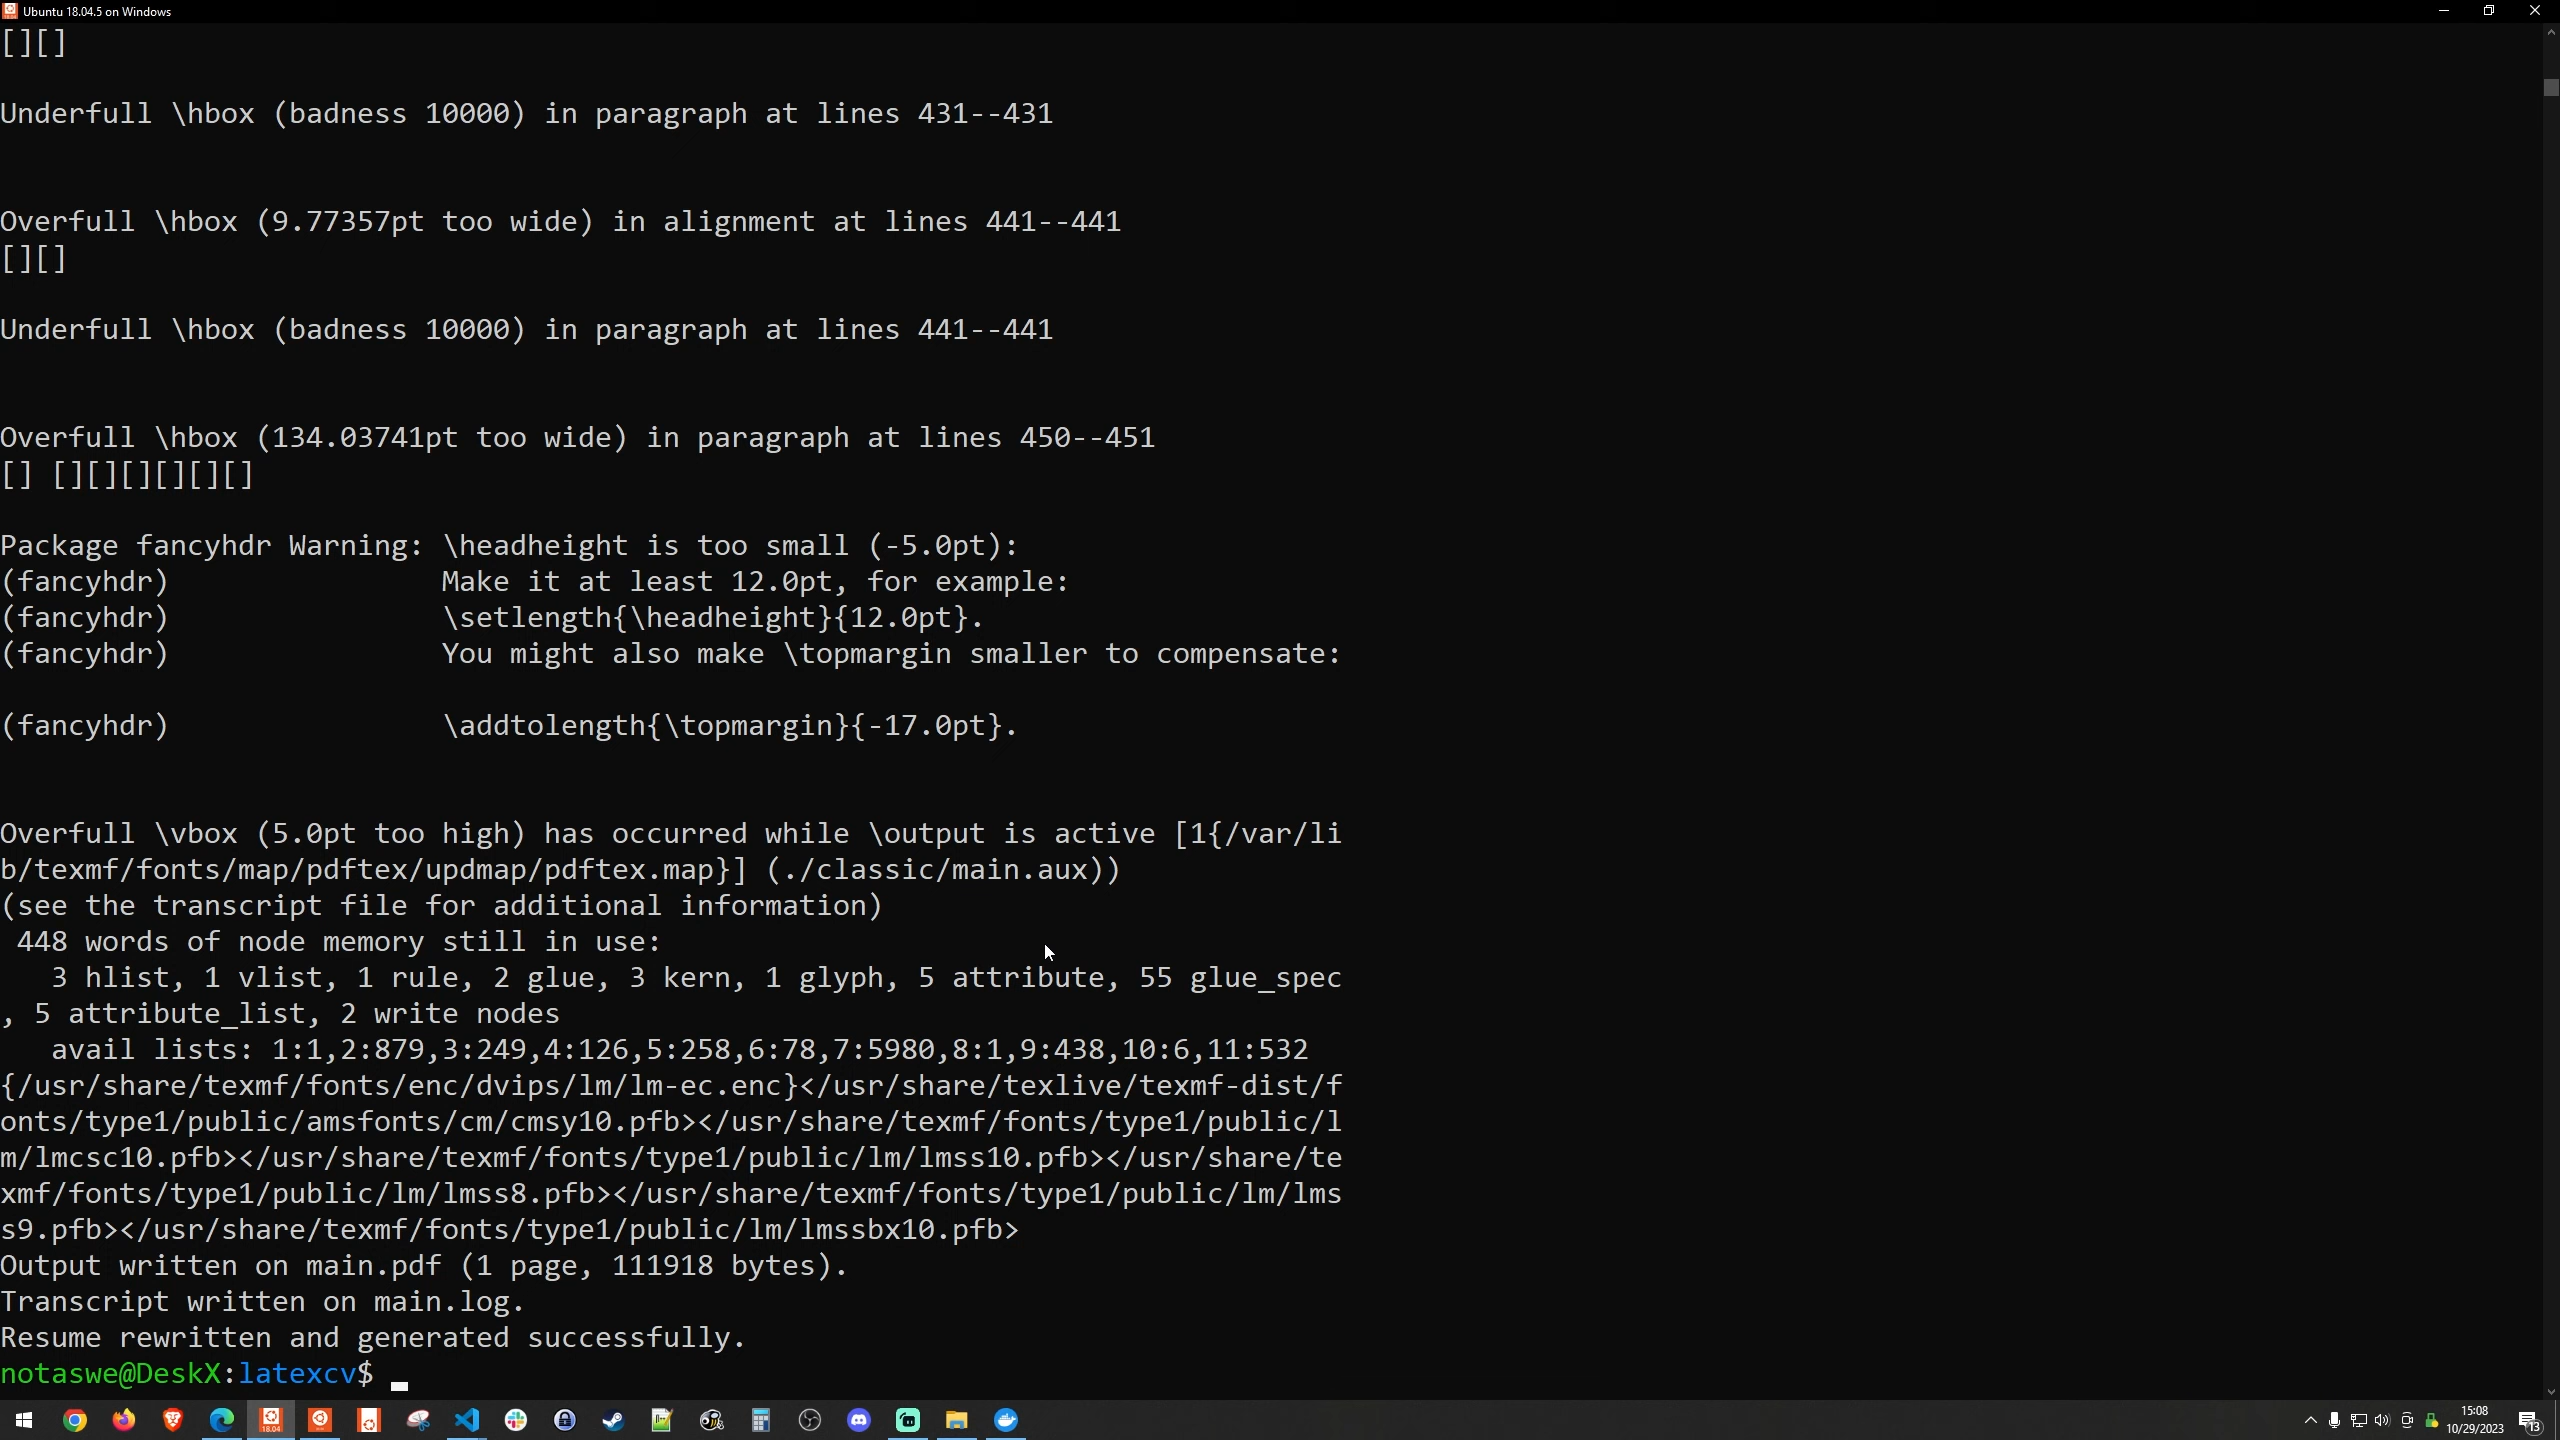 Ubuntu 18.04.5 on Windows
[][]
Underfull \hbox (badness 10000) in paragraph at lines 431--431
Overfull \hbox (9.77357pt too wide) in alignment at lines 441--441
[][]
Underfull \hbox (badness 10000) in paragraph at lines 441--441
Overfull \hbox (134.03741pt too wide) in paragraph at lines 450--451
[] [][][][][][]
Package fancyhdr Warning: \headheight is too small (-5.0pt):
(fancyhdr)                Make it at least 12.0pt, for example:
(fancyhdr)                \setlength{\headheight}{12.0pt}.
(fancyhdr)                You might also make \topmargin smaller to compensate:
(fancyhdr)                \addtolength{\topmargin}{-17.0pt}.
Overfull \vbox (5.0pt too high) has occurred while \output is active [1{/var/li
b/texmf/fonts/map/pdftex/updmap/pdftex.map}] (./classic/main.aux))
(see the transcript file for additional information)
 448 words of node memory still in use:
   3 hlist, 1 vlist, 1 rule, 2 glue, 3 kern, 1 glyph, 5 attribute, 55 glue_spec
, 5 attribute_list, 2 write nodes
   avail lists: 1:1,2:879,3:249,4:126,5:258,6:78,7:5980,8:1,9:438,10:6,11:532
{/usr/share/texmf/fonts/enc/dvips/lm/lm-ec.enc}</usr/share/texlive/texmf-dist/f
onts/type1/public/amsfonts/cm/cmsy10.pfb></usr/share/texmf/fonts/type1/public/l
m/lmcsc10.pfb></usr/share/texmf/fonts/type1/public/lm/lmss10.pfb></usr/share/te
xmf/fonts/type1/public/lm/lmss8.pfb></usr/share/texmf/fonts/type1/public/lm/lms
s9.pfb></usr/share/texmf/fonts/type1/public/lm/lmssbx10.pfb>
Output written on main.pdf (1 page, 111918 bytes).
Transcript written on main.log.
Resume rewritten and generated successfully.
notaswe@DeskX:latexcv$
18.04
15:08
10/29/2023
13